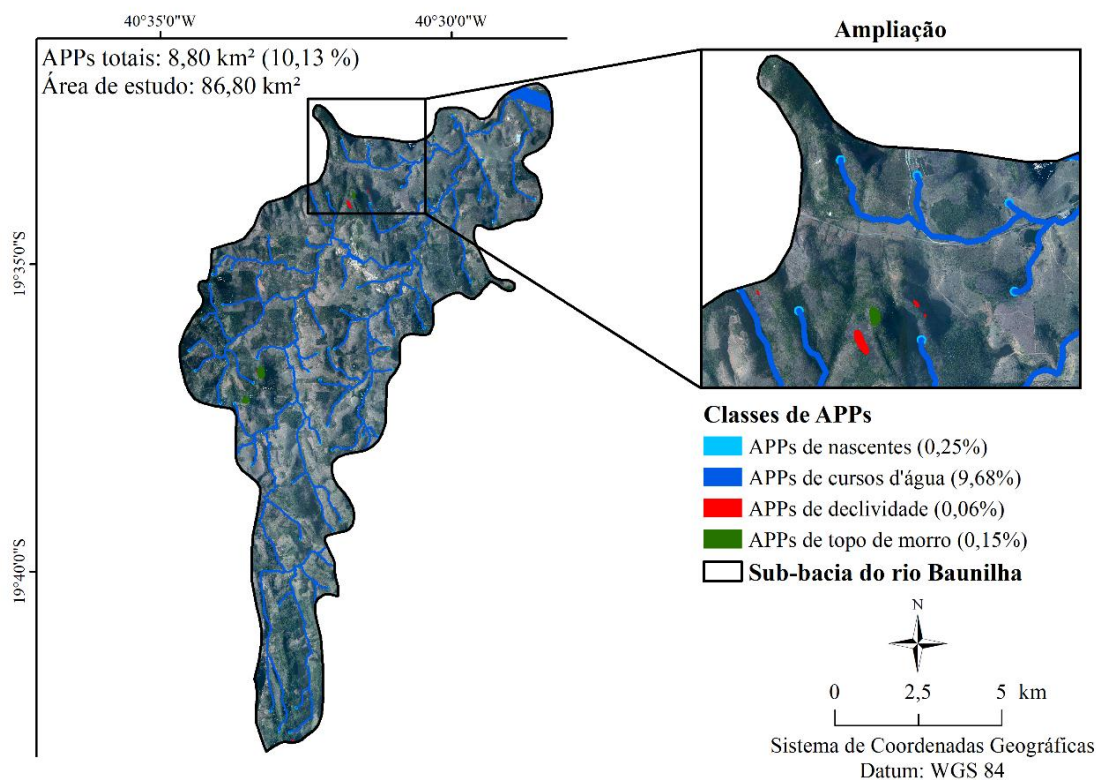 40°35'0"W
40°30'0"W
APPs totais: 8,80 km² (10,13 %)
Área de estudo: 86,80 km²
Ampliação
19°35'0"S
19°40'0"S
Classes de APPs
APPs de nascentes (0,25%)
APPs de cursos d'água (9,68%)
APPs de declividade (0,06%)
APPs de topo de morro (0,15%)
Sub-bacia do rio Baunilha
N
0 2,5 5 km
Sistema de Coordenadas Geográficas
Datum: WGS 84